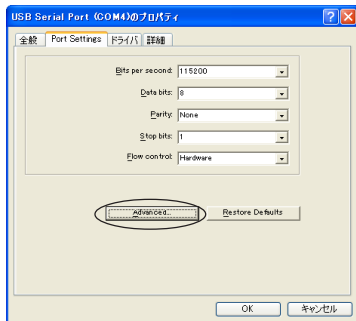 USB Serial Port (COM4)のプロパティ
全般 Port Settings ドライバ 詳細
Bits per second: 115200
Data bits: 8
Parity: None
Stop bits: 1
Flow control: Hardware
Advanced... Restore Defaults
OK キャンセル